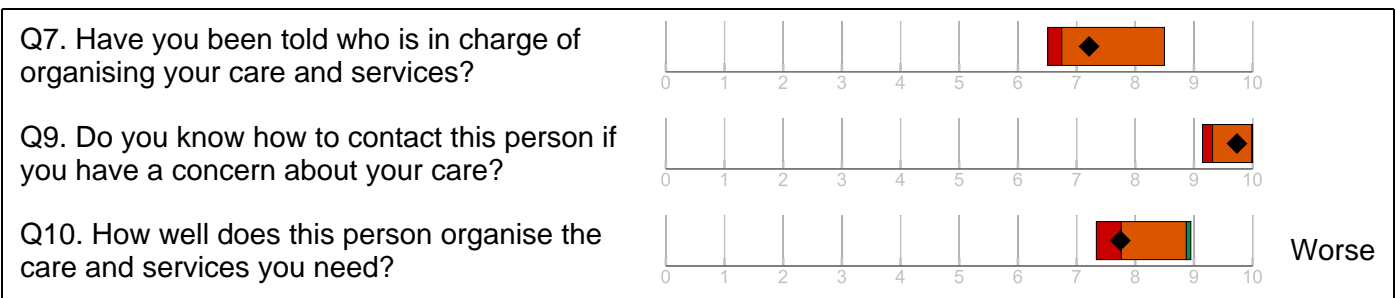 Q7. Have you been told who is in charge of
organising your care and services?
0 1 2 3 4 5 6 7 8 9 10
Q9. Do you know how to contact this person if
you have a concern about your care?
0 1 2 3 4 5 6 7 8 9 10
Q10. How well does this person organise the
care and services you need?
0 1 2 3 4 5 6 7 8 9 10
Worse